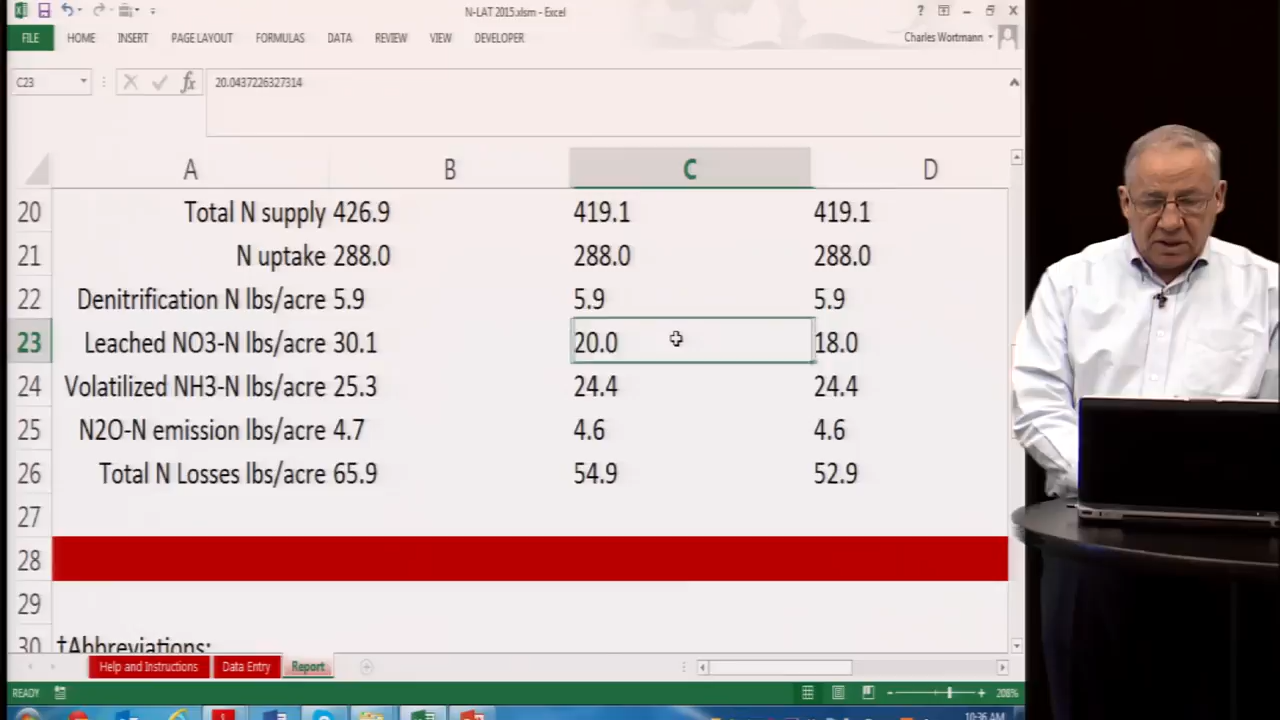 N-LAT 2015.xlsm - Excel
FILE HOME INSERT PAGE LAYOUT FORMULAS DATA REVIEW VIEW DEVELOPER Charles Wortmann
C23 fx 20.0437226327314
A B C D
20 Total N supply 426.9 419.1 419.1
21 N uptake 288.0 288.0 288.0
22 Denitrification N lbs/acre 5.9 5.9 5.9
23 Leached NO3-N lbs/acre 30.1 20.0 18.0
24 Volatilized NH3-N lbs/acre 25.3 24.4 24.4
25 N2O-N emission lbs/acre 4.7 4.6 4.6
26 Total N Losses lbs/acre 65.9 54.9 52.9
27
28
29
30 †Abbreviations:
Help and Instructions Data Entry Report
READY 208%
10:36 AM